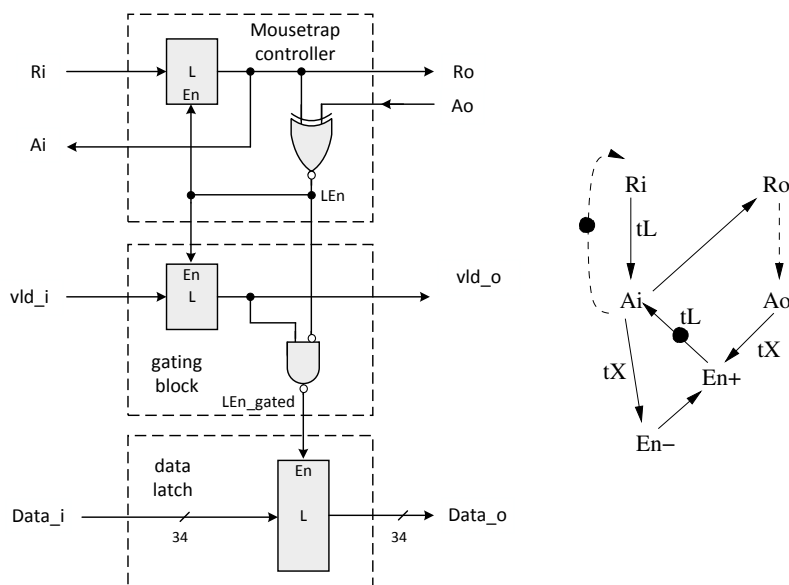 Mousetrap
controller
Ri
L
En
Ro
Ao
Ai
LEn
En
L
vld_i
vld_o
gating
block
LEn_gated
data
latch
En
L
Data_i
34
34
Data_o
Ri
Ro
tL
Ai
Ao
tL
tX
tX
En+
En−